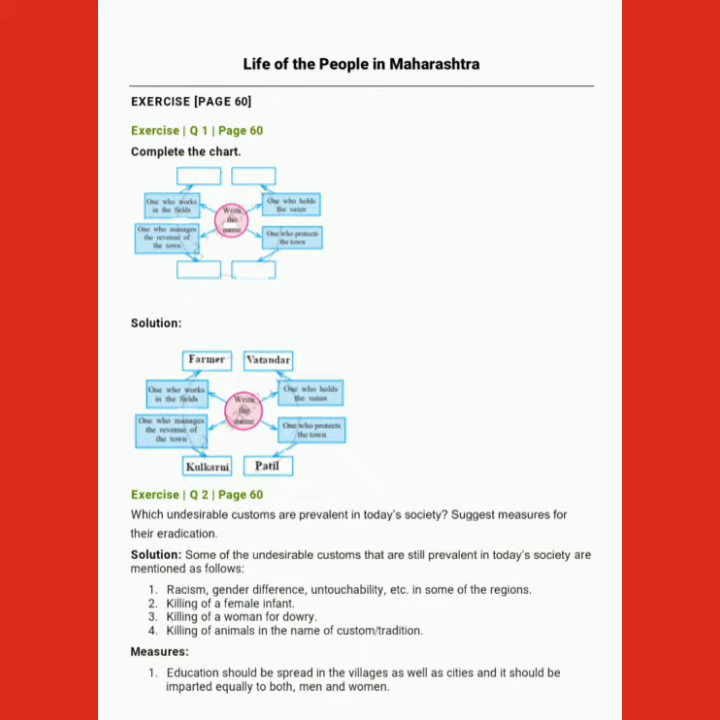 Life of the People in Maharashtra
EXERCISE [PAGE 60]
Exercise | Q 1 | Page 60
Complete the chart.
One who works
in the fields
One who holds
the vatan
Write
the
name
One who manages
the revenue of
the town
One who protects
the town
Solution:
Farmer
Vatandar
One who works
in the fields
One who holds
the vatan
Write
the
name
One who manages
the revenue of
the town
One who protects
the town
Kulkarni
Patil
Exercise | Q 2 | Page 60
Which undesirable customs are prevalent in today's society? Suggest measures for
their eradication.
Solution: Some of the undesirable customs that are still prevalent in today's society are
mentioned as follows:
1. Racism, gender difference, untouchability, etc. in some of the regions.
2. Killing of a female infant.
3. Killing of a woman for dowry.
4. Killing of animals in the name of custom/tradition.
Measures:
1. Education should be spread in the villages as well as cities and it should be
imparted equally to both, men and women.